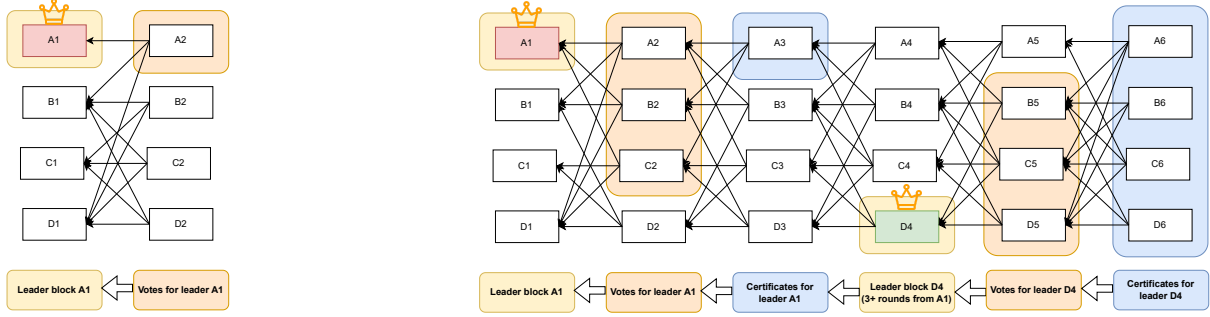 A1 A2
B1 B2
C1 C2
D1 D2
Leader block A1 Votes for leader A1
A1 A2 A3 A4 A5 A6
B1 B2 B3 B4 B5 B6
C1 C2 C3 C4 C5 C6
D1 D2 D3 D4 D5 D6
Leader block A1
Votes for leader A1
Certificates for
leader A1
Leader block D4
(3+ rounds from A1)
Votes for leader D4
Certificates for
leader D4